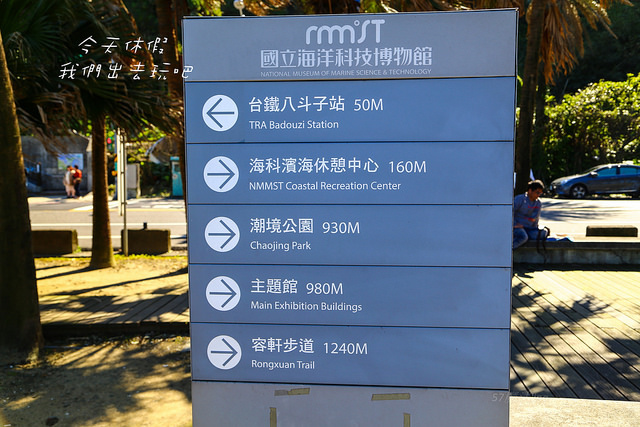 今天休假
我們出去玩吧
nmmsT
國立海洋科技博物館
NATIONAL MUSEUM OF MARINE SCIENCE & TECHNOLOGY
台鐵八斗子站 50M
TRA Badouzi Station
海科濱海休憩中心 160M
NMMST Coastal Recreation Center
潮境公園 930M
Chaojing Park
主題館 980M
Main Exhibition Buildings
容軒步道 1240M
Rongxuan Trail